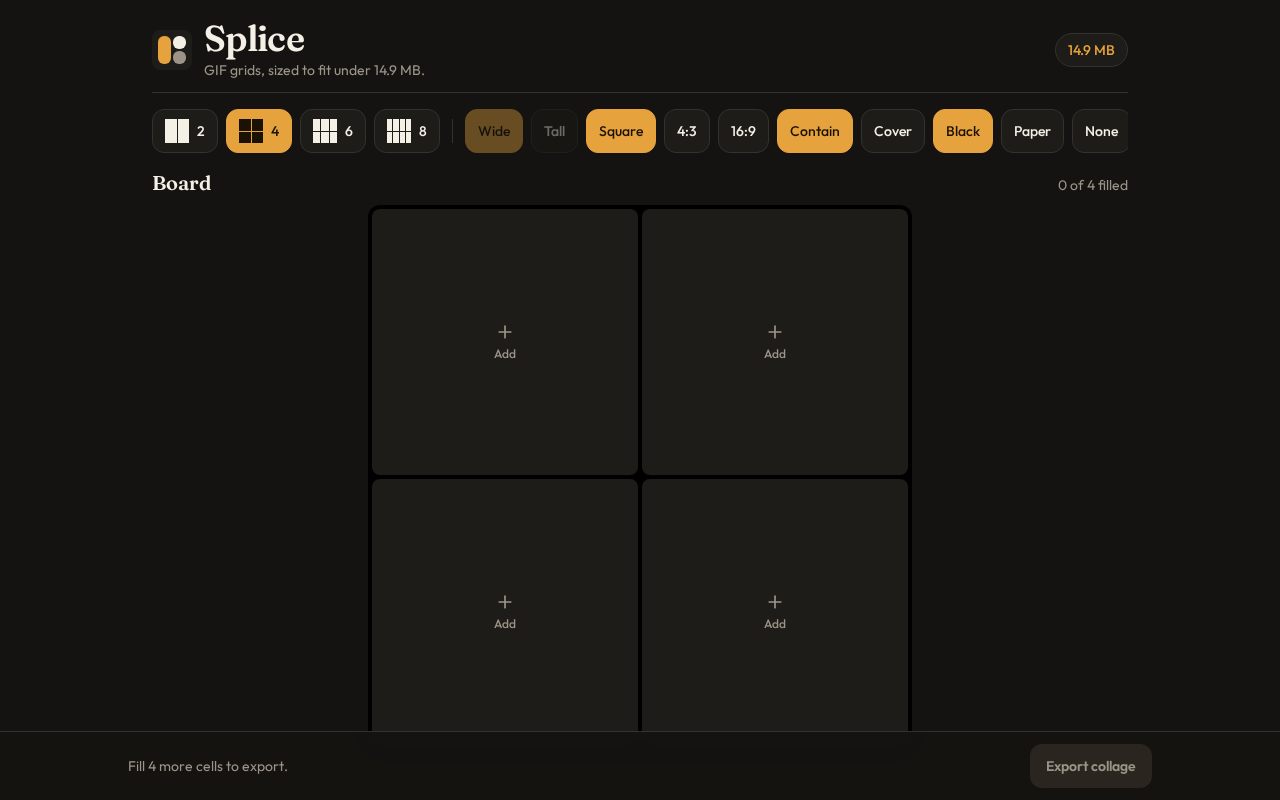 Splice
GIF grids, sized to fit under 14.9 MB.
14.9 MB
2 4 6 8 Wide Tall Square 4:3 16:9 Contain Cover Black Paper None
Board
0 of 4 filled
Add Add
Add Add
Fill 4 more cells to export.
Export collage